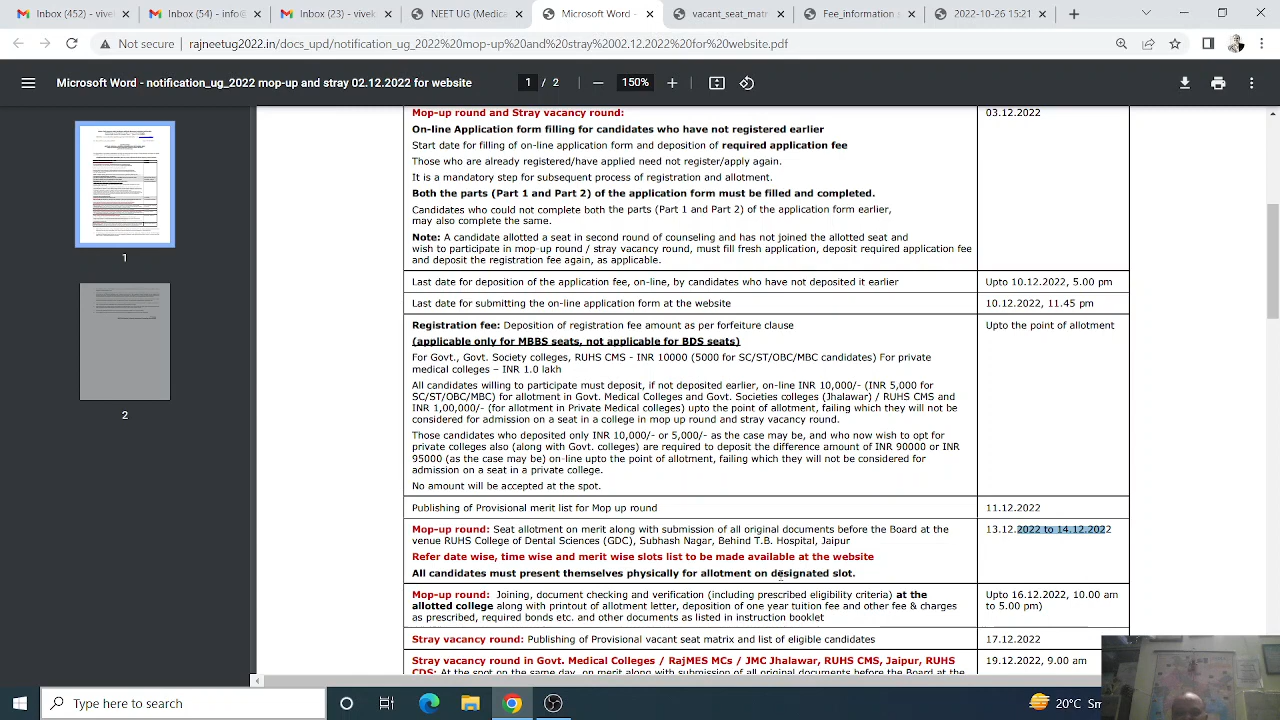 Inbox (452) - vivel
Inbox (54) - info@
Inbox (23) - vivek
NEET UG (Medica
Microsoft Word -
vacant_seat_matr
Fee_information s
2022-10-26 15:21
Not secure
rajneetug2022.in/docs_upd/notification_ug_2022%20mop-up%20and%20stray%2002.12.2022%20for%20website.pdf
Microsoft Word - notification_ug_2022 mop-up and stray 02.12.2022 for website
1 / 2
150%
Mop-up round and Stray vacancy round:
03.12.2022
On-line Application form filling for candidates who have not registered earlier
Start date for filling of on-line application form and deposition of required application fee
Those who are already registered/have applied need not register/apply again.
It is a mandatory step for subsequent process of registration and allotment.
Both the parts (Part 1 and Part 2) of the application form must be filled and completed.
Candidates who could not complete both the parts (Part 1 and Part 2) of the application form earlier,
may also complete the same.
Note: A candidate allotted a seat in second round of counseling and has not joined the allotted seat and
wish to partcidate in mop-up round / stray vacancy round, must fill fresh application, deposit required application fee
and deposit the registration fee again, as applicable.
Last date for deposition of the application fee, on-line, by candidates who have not deposited it earlier
Upto 10.12.2022, 5.00 pm
Last date for submitting the on-line application form at the website
10.12.2022, 11.45 pm
Registration fee: Deposition of registration fee amount as per forfeiture clause
Upto the point of allotment
(applicable only for MBBS seats, not applicable for BDS seats)
For Govt., Govt. Society colleges, RUHS CMS - INR 10000 (5000 for SC/ST/OBC/MBC candidates) For private
medical colleges – INR 1.0 lakh
All candidates willing to participate must deposit, if not deposited earlier, on-line INR 10,000/- (INR 5,000 for
SC/ST/OBC/MBC) for allotment in Govt. Medical Colleges and Govt. Societies colleges (Jhalawar) / RUHS CMS and
INR 1,00,000/- (for allotment in Private Medical colleges) upto the point of allotment, failing which they will not be
considered for admission on a seat in a college in mop up round and stray vacancy round.
Those candidates who deposited only INR 10,000/- or 5,000/- as the case may be, and who now wish to opt for
private colleges also (along with Govt. colleges) are required to deposit the difference amount of INR 90000 or INR
95000 (as the case may be) on-line upto the point of allotment, failing which they will not be considered for
admission on a seat in a private college.
No amount will be accepted at the spot.
Publishing of Provisional merit list for Mop up round
11.12.2022
Mop-up round: Seat allotment on merit along with submission of all original documents before the Board at the
13.12.2022 to 14.12.2022
venue RUHS College of Dental Sciences (GDC), Subhash Nagar, Behind T.B. Hospital, Jaipur
Refer date wise, time wise and merit wise slots list to be made available at the website
All candidates must present themselves physically for allotment on designated slot.
Mop-up round: Joining, document checking and verification (including prescribed eligibility criteria) at the
Upto 16.12.2022, 10.00 am
allotted college along with printout of allotment letter, deposition of one year tuition fee and other fee & charges
to 5.00 pm)
as prescribed, required bonds etc. and other documents as listed in instruction booklet
Stray vacancy round: Publishing of Provisional vacant seat matrix and list of eligible candidates
17.12.2022
Stray vacancy round in Govt. Medical Colleges / RajMES MCs / JMC Jhalawar, RUHS CMS, Jaipur, RUHS
19.12.2022, 9.00 am
CDS: At the spot on the same day, on merit along with submission of all original documents before the Board at the
1
2
Type here to search
20°C Sm